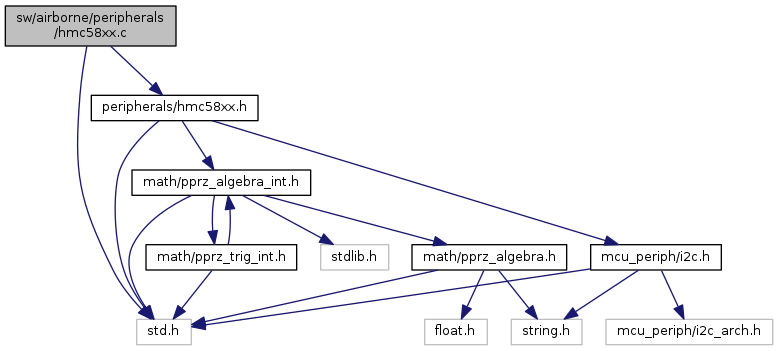 sw/airborne/peripherals
/hmc58xx.c
peripherals/hmc58xx.h
math/pprz_algebra_int.h
math/pprz_trig_int.h
stdlib.h
math/pprz_algebra.h
mcu_periph/i2c.h
std.h
float.h
string.h
mcu_periph/i2c_arch.h